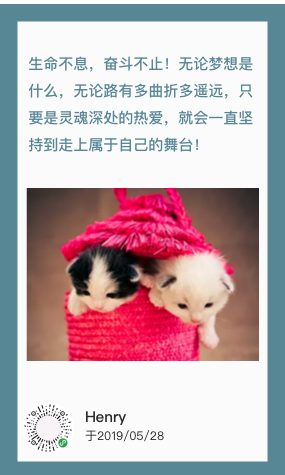 生命不息，奋斗不止！无论梦想是
什么，无论路有多曲折多遥远，只
要是灵魂深处的热爱，就会一直坚
持到走上属于自己的舞台！
Henry
于2019/05/28